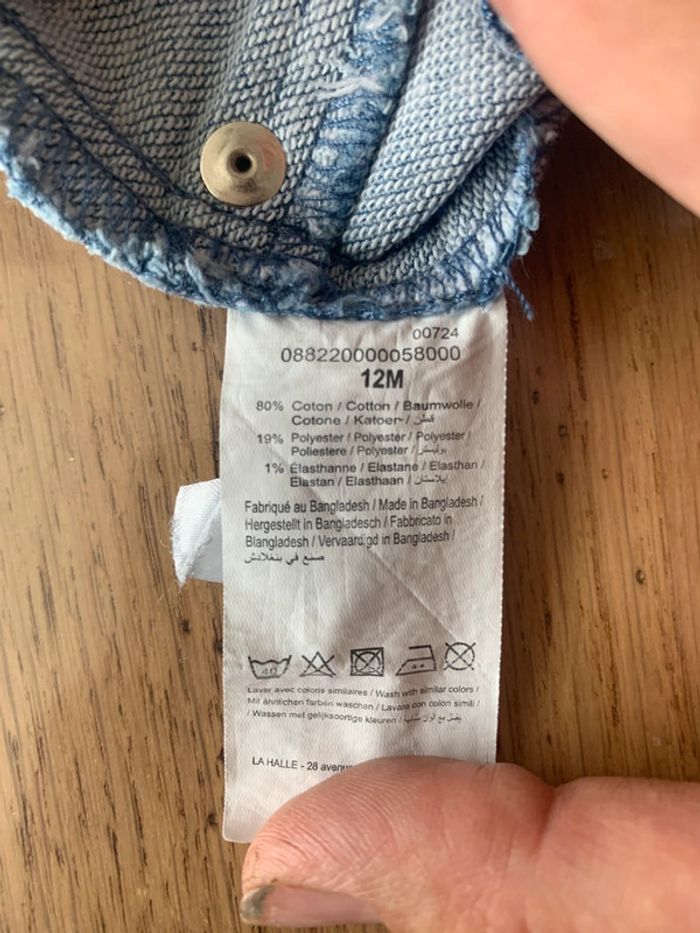 00724
088220000058000
12M
80% Coton / Cotton / Baumwolle /
Cotone / Katoen / قطن
19% Polyester / Polyester / Polyester /
Poliestere / Polyester / بوليستر
1% Élasthanne / Elastane / Elasthan /
Elastan / Elasthaan / إيلاستان
Fabriqué au Bangladesh / Made in Bangladesh /
Hergestellt in Bangladesch / Fabbricato in
Blangladesh / Vervaardigd in Bangladesh /
صنع في بنغلادش
40
Laver avec coloris similaires / Wash with similar colors /
Mit ähnlichen farben waschen / Lavare con colori simili
/ Wassen met gelijksoortige kleuren /
LA HALLE - 28 avenue